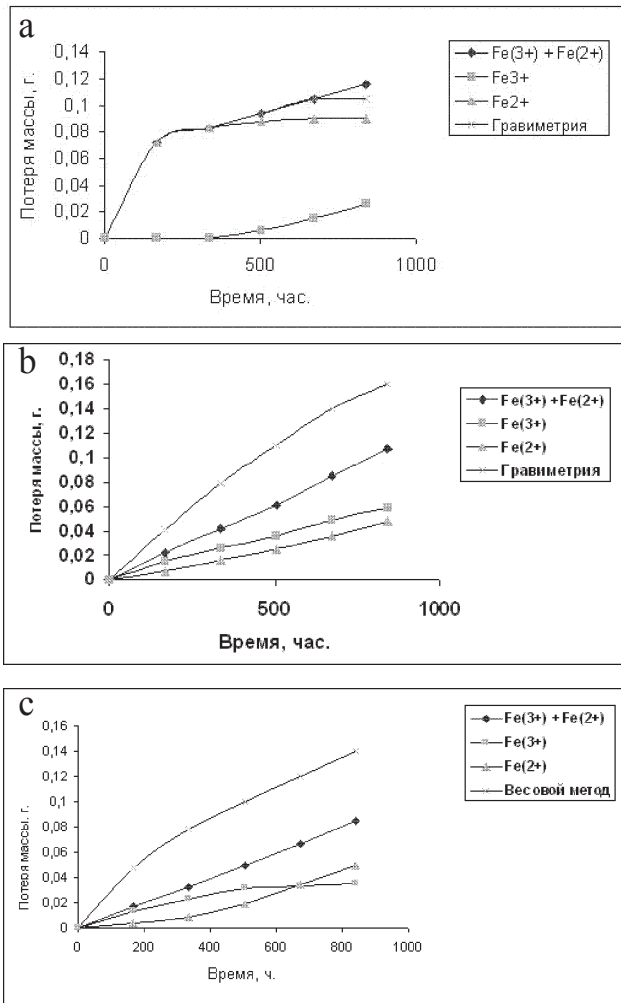 a
Потеря массы, г.
0,14
0,12
0,1
0,08
0,06
0,04
0,02
0
0
500
1000
Время, час.
Fe(3+) + Fe(2+)
Fe3+
Fe2+
Гравиметрия
b
Потеря массы, г.
0,18
0,16
0,14
0,12
0,1
0,08
0,06
0,04
0,02
0
0
500
1000
Время, час.
Fe(3+) +Fe(2+)
Fe(3+)
Fe(2+)
Гравиметрия
c
Потеря массы. г.
0,16
0,14
0,12
0,1
0,08
0,06
0,04
0,02
0
0
200
400
600
800
1000
Время, ч.
Fe(3+) +Fe(2+)
Fe(3+)
Fe(2+)
Весовой метод